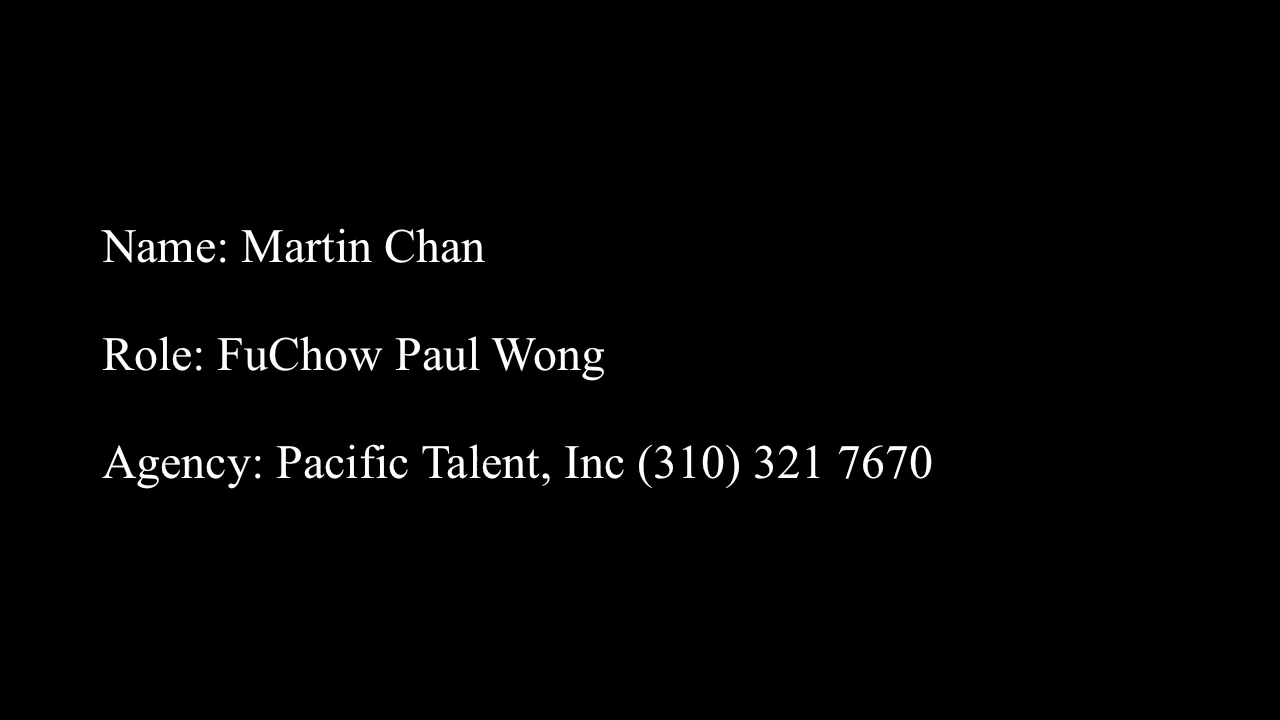 Name: Martin Chan
Role: FuChow Paul Wong
Agency: Pacific Talent, Inc (310) 321 7670